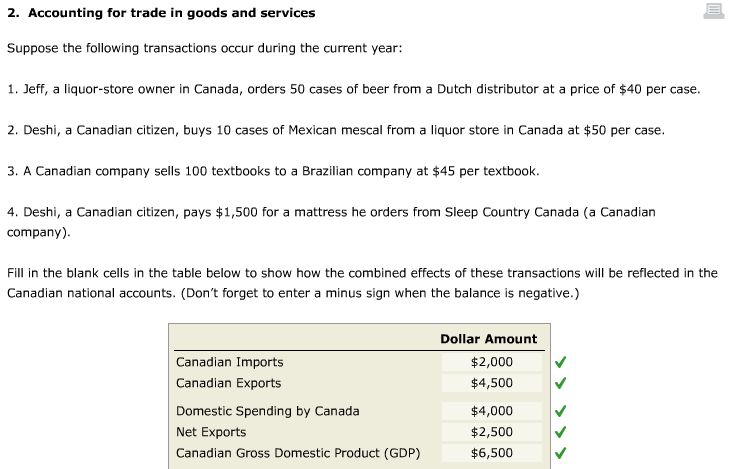 2. Accounting for trade in goods and services
Suppose the following transactions occur during the current year:
1. Jeff, a liquor-store owner in Canada, orders 50 cases of beer from a Dutch distributor at a price of $40 per case.
2. Deshi, a Canadian citizen, buys 10 cases of Mexican mescal from a liquor store in Canada at $50 per case.
3. A Canadian company sells 100 textbooks to a Brazilian company at $45 per textbook.
4. Deshi, a Canadian citizen, pays $1,500 for a mattress he orders from Sleep Country Canada (a Canadian
company).
Fill in the blank cells in the table below to show how the combined effects of these transactions will be reflected in the
Canadian national accounts. (Don't forget to enter a minus sign when the balance is negative.)
Dollar Amount
Canadian Imports $2,000
Canadian Exports $4,500
Domestic Spending by Canada $4,000
Net Exports $2,500
Canadian Gross Domestic Product (GDP) $6,500